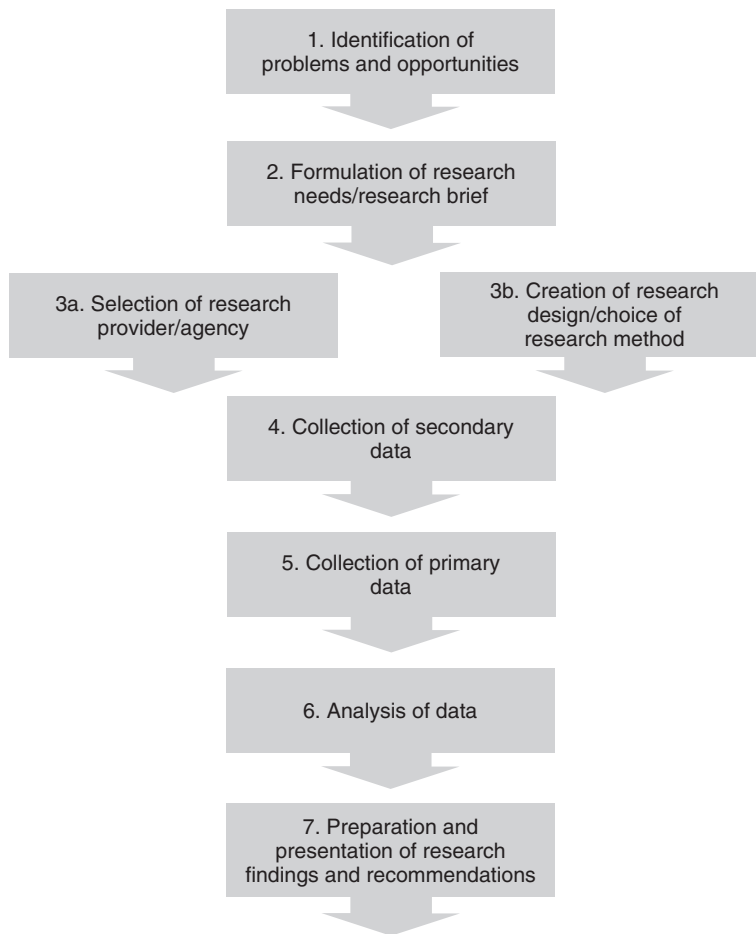 1. Identification of
problems and opportunities
2. Formulation of research
needs/research brief
3a. Selection of research
provider/agency
3b. Creation of research
design/choice of
research method
4. Collection of secondary
data
5. Collection of primary
data
6. Analysis of data
7. Preparation and
presentation of research
findings and recommendations